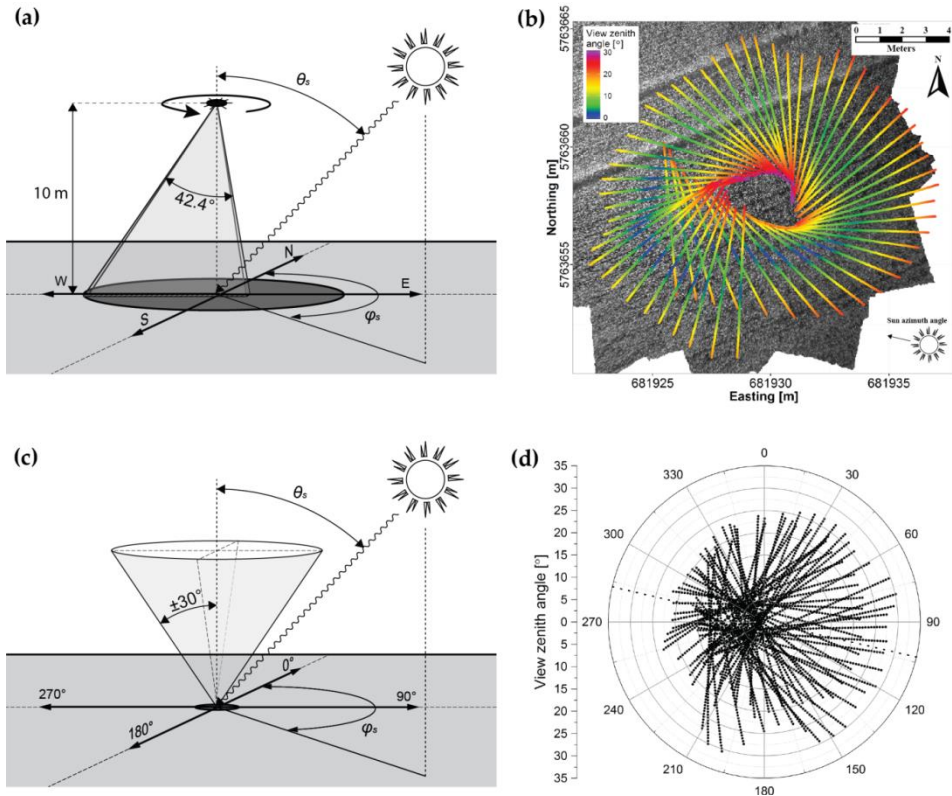 (a)
θs
10 m
42.4°
N
W
E
S
φs
(b)
View zenith
angle [°]
30
20
10
0
0 1 2 3 4
Meters
N
5763665
5763660
5763655
Northing [m]
Sun azimuth angle
681925 681930 681935
Easting [m]
(c)
θs
±30°
0°
270°
90°
180°
φs
(d)
View zenith angle [°]
35
30
25
20
15
10
5
0
5
10
15
20
25
30
35
0
30
60
90
120
150
180
210
240
270
300
330